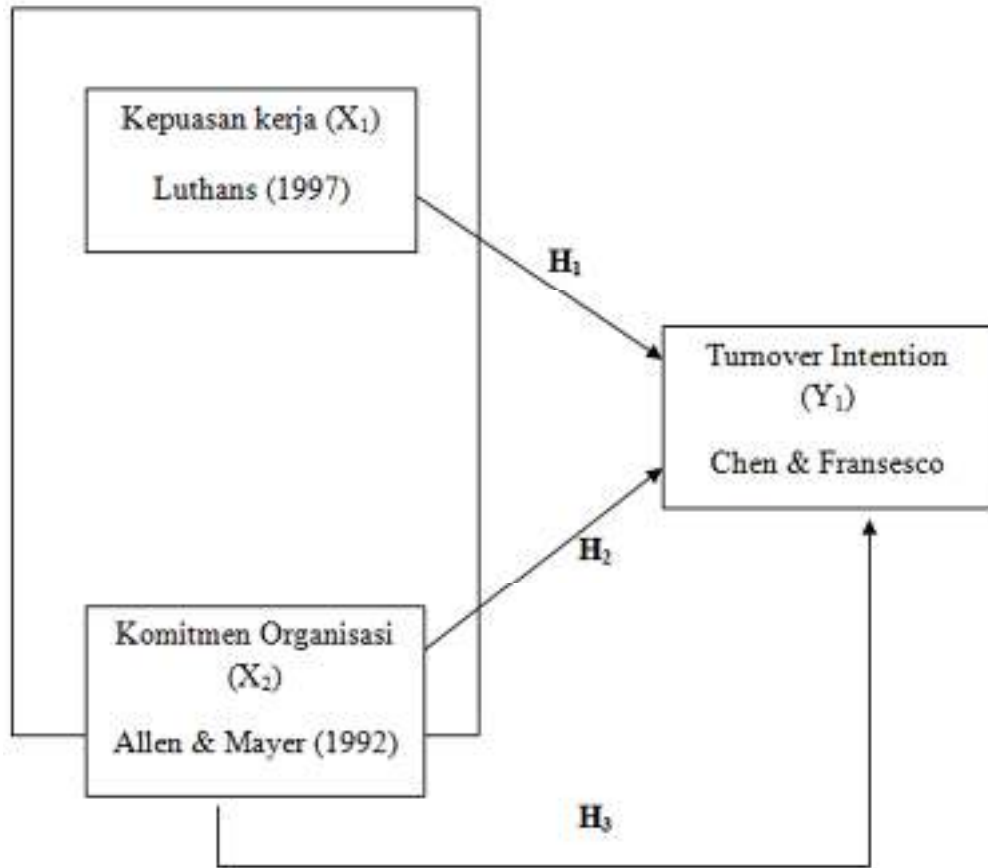 Kepuasan kerja (X₁)
Luthans (1997)
H₁
Turnover Intention
(Y₁)
Chen & Fransesco
H₂
Komitmen Organisasi
(X₂)
Allen & Mayer (1992)
H₃